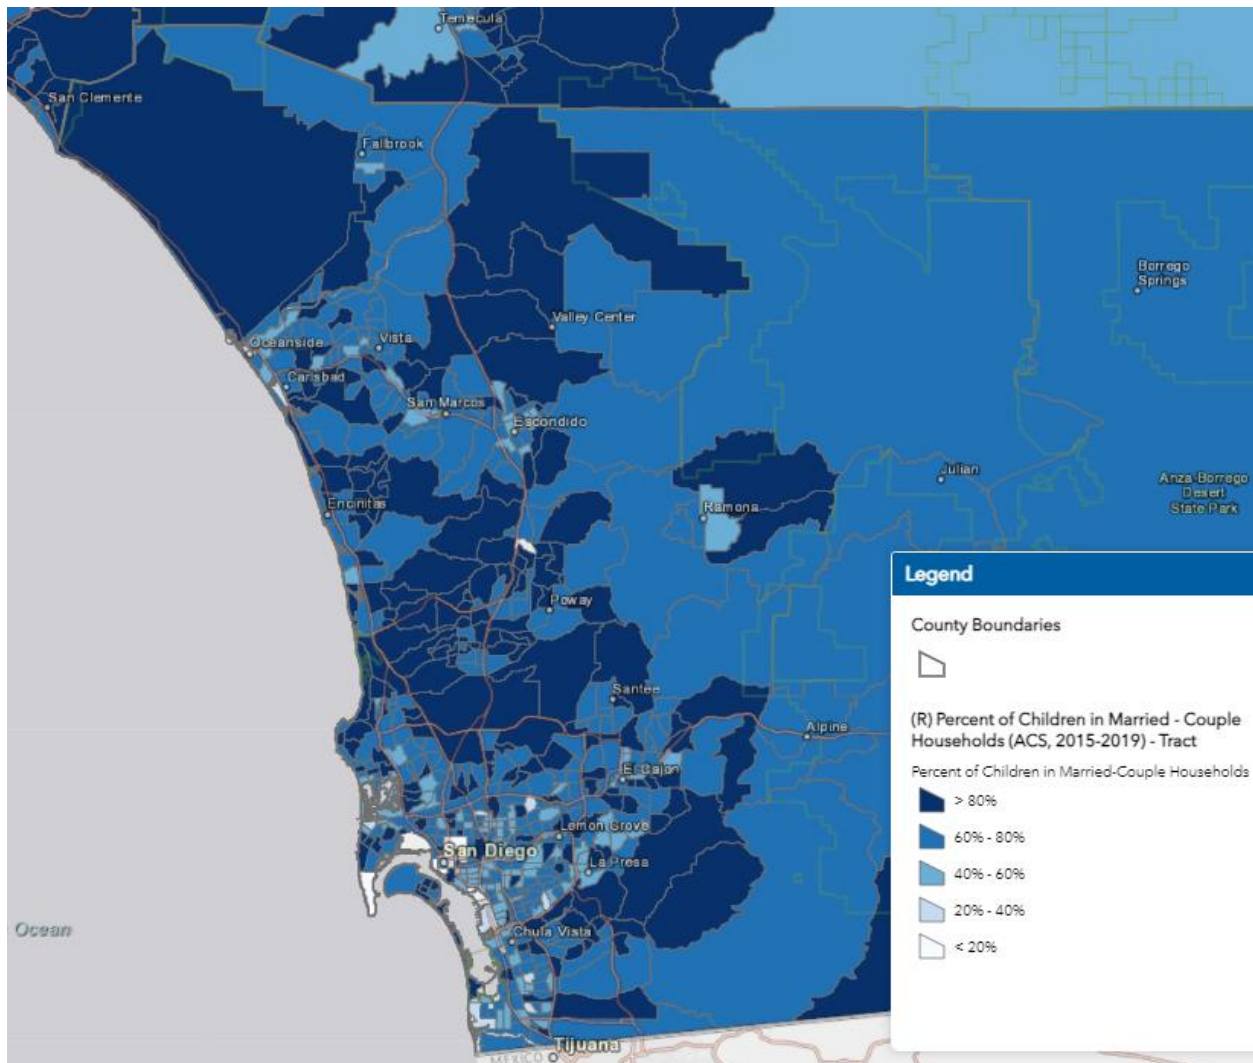 Temecula
San Clemente
Fallbrook
Borrego
Springs
Valley Center
Oceanside
Vista
Carlsbad
San Marcos
Escondido
Julian
Anza-Borrego
Desert
State Park
Encinitas
Ramona
Poway
Santee
Alpine
El Cajon
Lemon Grove
San Diego
La Presa
Ocean
Chula Vista
Tijuana
MEXICO
Legend
County Boundaries
(R) Percent of Children in Married - Couple
Households (ACS, 2015-2019) - Tract
Percent of Children in Married-Couple Households
> 80%
60% - 80%
40% - 60%
20% - 40%
< 20%